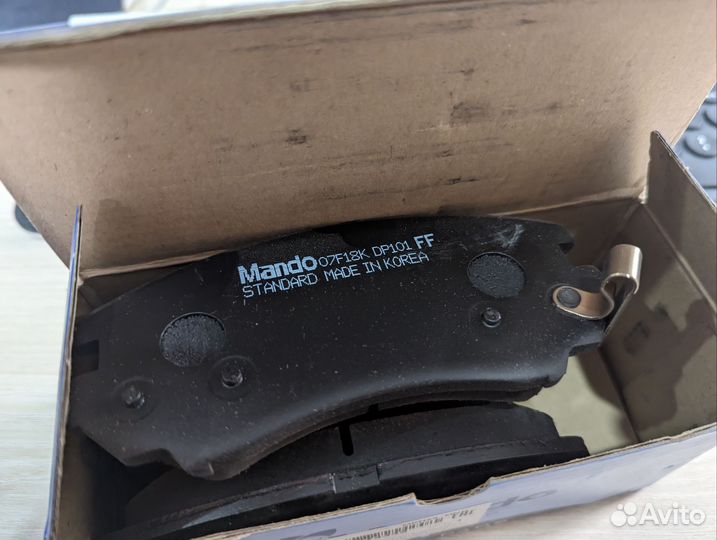 Mando 07F18K DP101 FF
STANDARD MADE IN KOREA
Avito